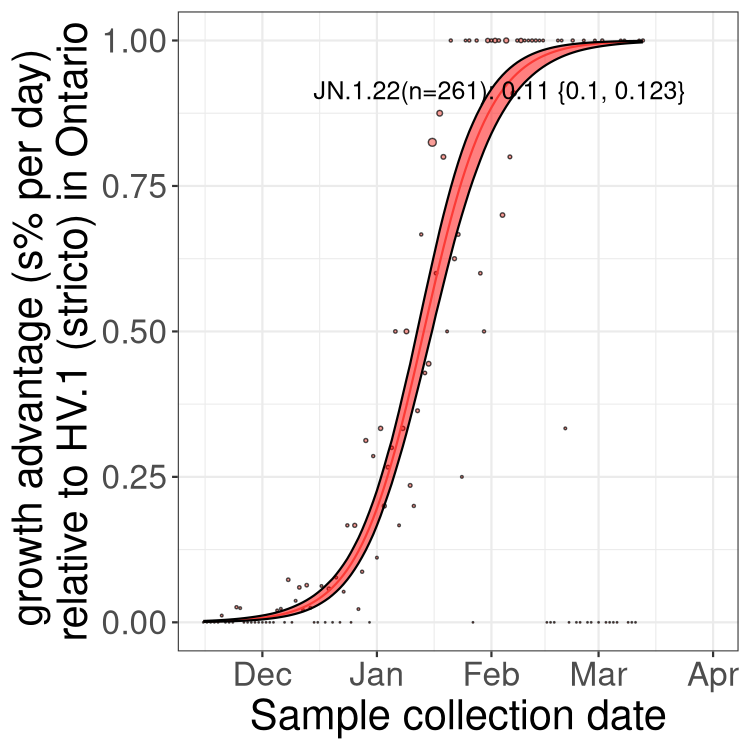 growth advantage (s% per day)
relative to HV.1 (stricto) in Ontario
1.00
0.75
0.50
0.25
0.00
JN.1.22(n=261): 0.11 {0.1, 0.123}
Dec Jan Feb Mar Apr
Sample collection date